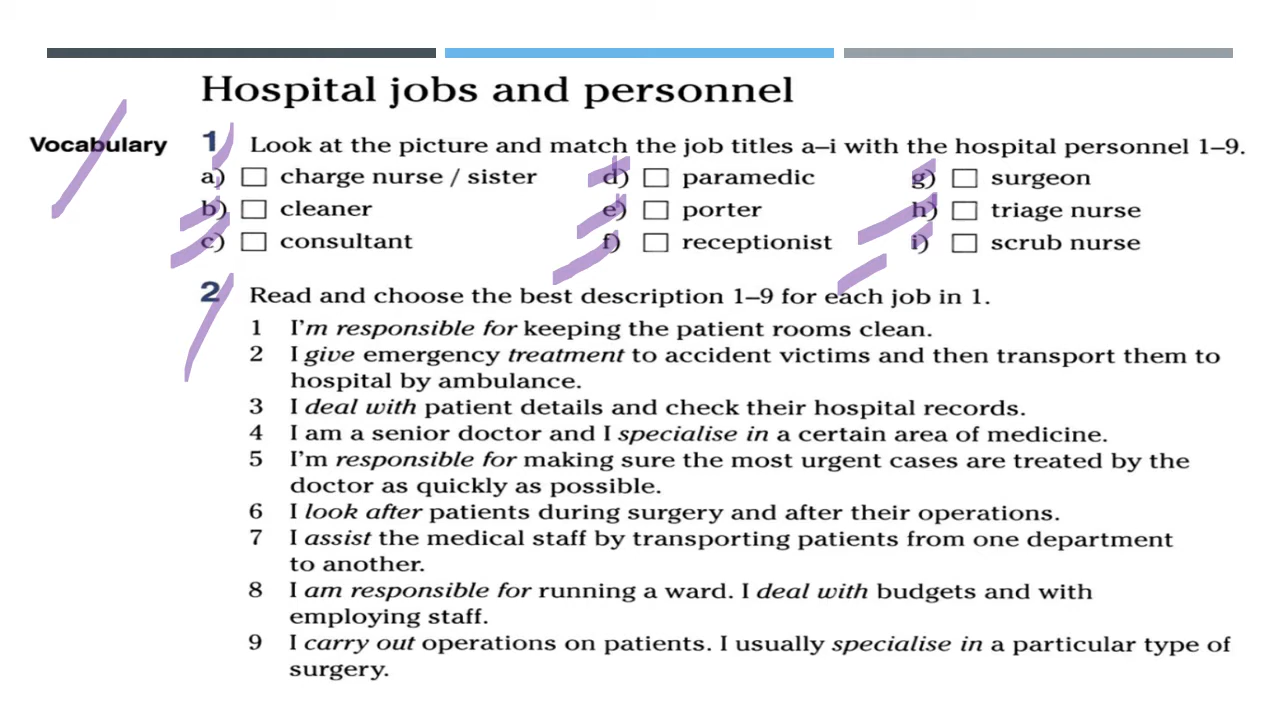 Hospital jobs and personnel
Vocabulary 1 Look at the picture and match the job titles a–i with the hospital personnel 1–9.
a) charge nurse / sister d) paramedic g) surgeon
b) cleaner e) porter h) triage nurse
c) consultant f) receptionist i) scrub nurse
2 Read and choose the best description 1–9 for each job in 1.
1 I'm responsible for keeping the patient rooms clean.
2 I give emergency treatment to accident victims and then transport them to
hospital by ambulance.
3 I deal with patient details and check their hospital records.
4 I am a senior doctor and I specialise in a certain area of medicine.
5 I'm responsible for making sure the most urgent cases are treated by the
doctor as quickly as possible.
6 I look after patients during surgery and after their operations.
7 I assist the medical staff by transporting patients from one department
to another.
8 I am responsible for running a ward. I deal with budgets and with
employing staff.
9 I carry out operations on patients. I usually specialise in a particular type of
surgery.